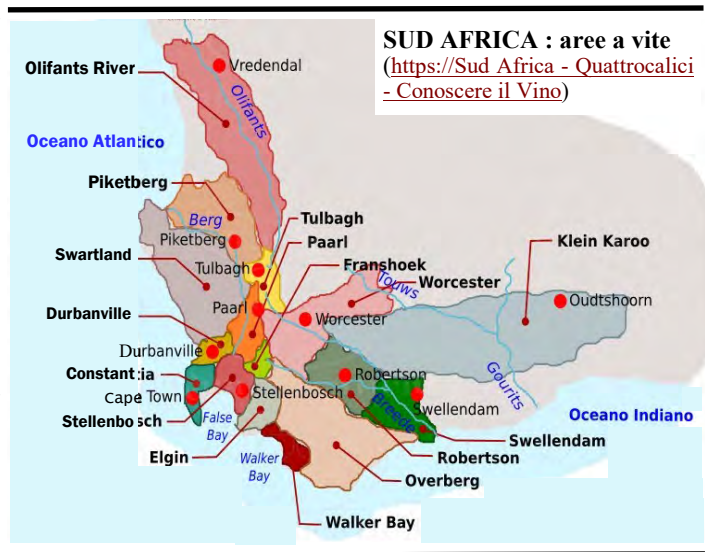 SUD AFRICA : aree a vite
(https://Sud Africa - Quattrocalici
- Conoscere il Vino)
Olifants River
Vredendal
Olifants
Oceano Atlantico
Piketberg
Berg
Piketberg
Tulbagh
Paarl
Klein Karoo
Swartland
Tulbagh
Franshoek
Touws
Worcester
Oudtshoorn
Durbanville
Paarl
Worcester
Durbanville
Constantia
Robertson
Gourits
Cape Town
Stellenbosch
Breede
Swellendam
Oceano Indiano
Stellenbosch
False
Bay
Swellendam
Elgin
Walker
Bay
Robertson
Overberg
Walker Bay